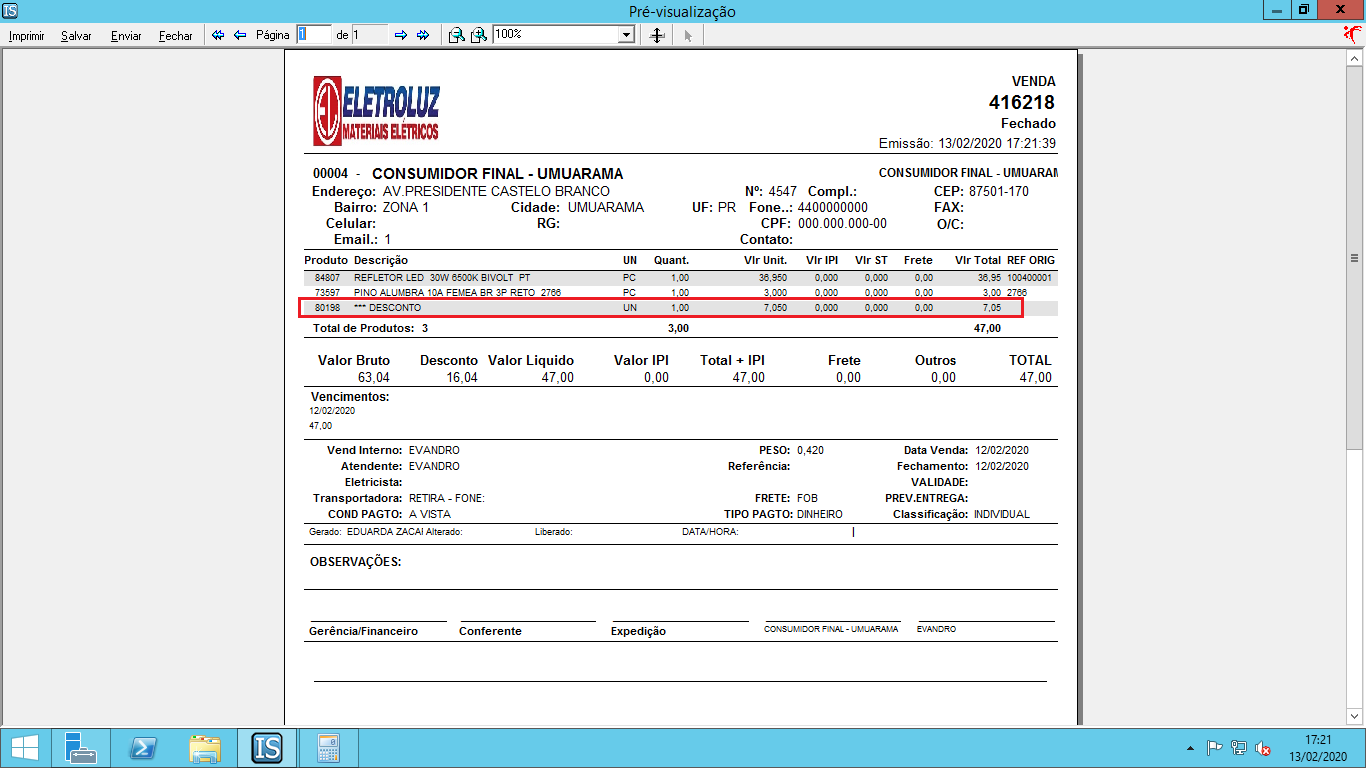 Pré-visualização
Imprimir Salvar Enviar Fechar Página 1 de 1 100%
ELETROLUZ
MATERIAIS ELÉTRICOS
VENDA
416218
Fechado
Emissão: 13/02/2020 17:21:39
00004 - CONSUMIDOR FINAL - UMUARAMA CONSUMIDOR FINAL - UMUARAM
Endereço: AV.PRESIDENTE CASTELO BRANCO Nº: 4547 Compl.: CEP: 87501-170
Bairro: ZONA 1 Cidade: UMUARAMA UF: PR Fone..: 4400000000 FAX:
Celular: RG: CPF: 000.000.000-00 O/C:
Email.: 1 Contato:
Produto Descrição UN Quant. Vlr Unit. Vlr IPI Vlr ST Frete Vlr Total REF ORIG
84807 REFLETOR LED 30W 6500K BIVOLT PT PC 1,00 36,950 0,000 0,000 0,00 36,95 100400001
73597 PINO ALUMBRA 10A FEMEA BR 3P RETO 2766 PC 1,00 3,000 0,000 0,000 0,00 3,00 2766
80198 *** DESCONTO UN 1,00 7,050 0,000 0,000 0,00 7,05
Total de Produtos: 3 3,00 47,00
Valor Bruto Desconto Valor Liquido Valor IPI Total + IPI Frete Outros TOTAL
63,04 16,04 47,00 0,00 47,00 0,00 0,00 47,00
Vencimentos:
12/02/2020
47,00
Vend Interno: EVANDRO PESO: 0,420 Data Venda: 12/02/2020
Atendente: EVANDRO Referência: Fechamento: 12/02/2020
Eletricista: VALIDADE:
Transportadora: RETIRA - FONE: FRETE: FOB PREV.ENTREGA:
COND PAGTO: A VISTA TIPO PAGTO: DINHEIRO Classificação: INDIVIDUAL
Gerado: EDUARDA ZACAI Alterado: Liberado: DATA/HORA: |
OBSERVAÇÕES:
Gerência/Financeiro Conferente Expedição CONSUMIDOR FINAL - UMUARAMA EVANDRO
IS
17:21
13/02/2020